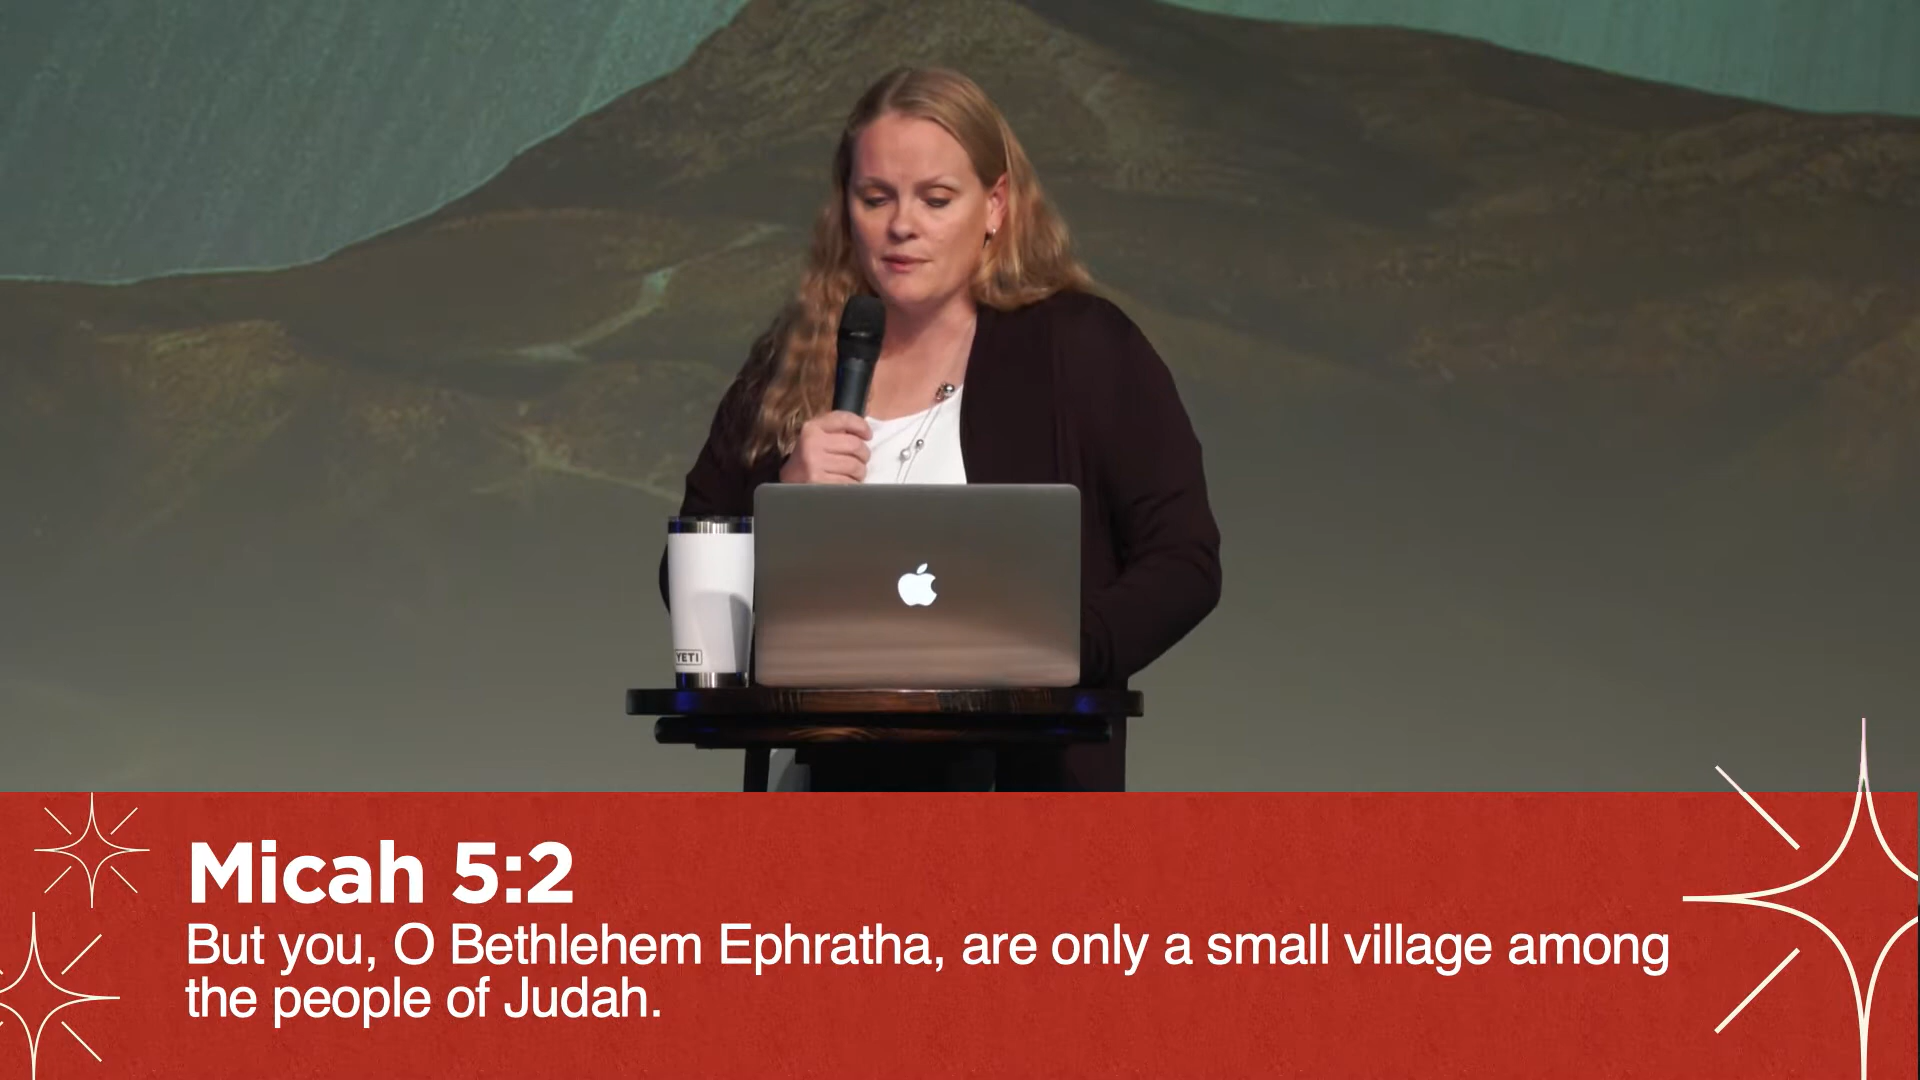 YETI
Micah 5:2
But you, O Bethlehem Ephratha, are only a small village among
the people of Judah.